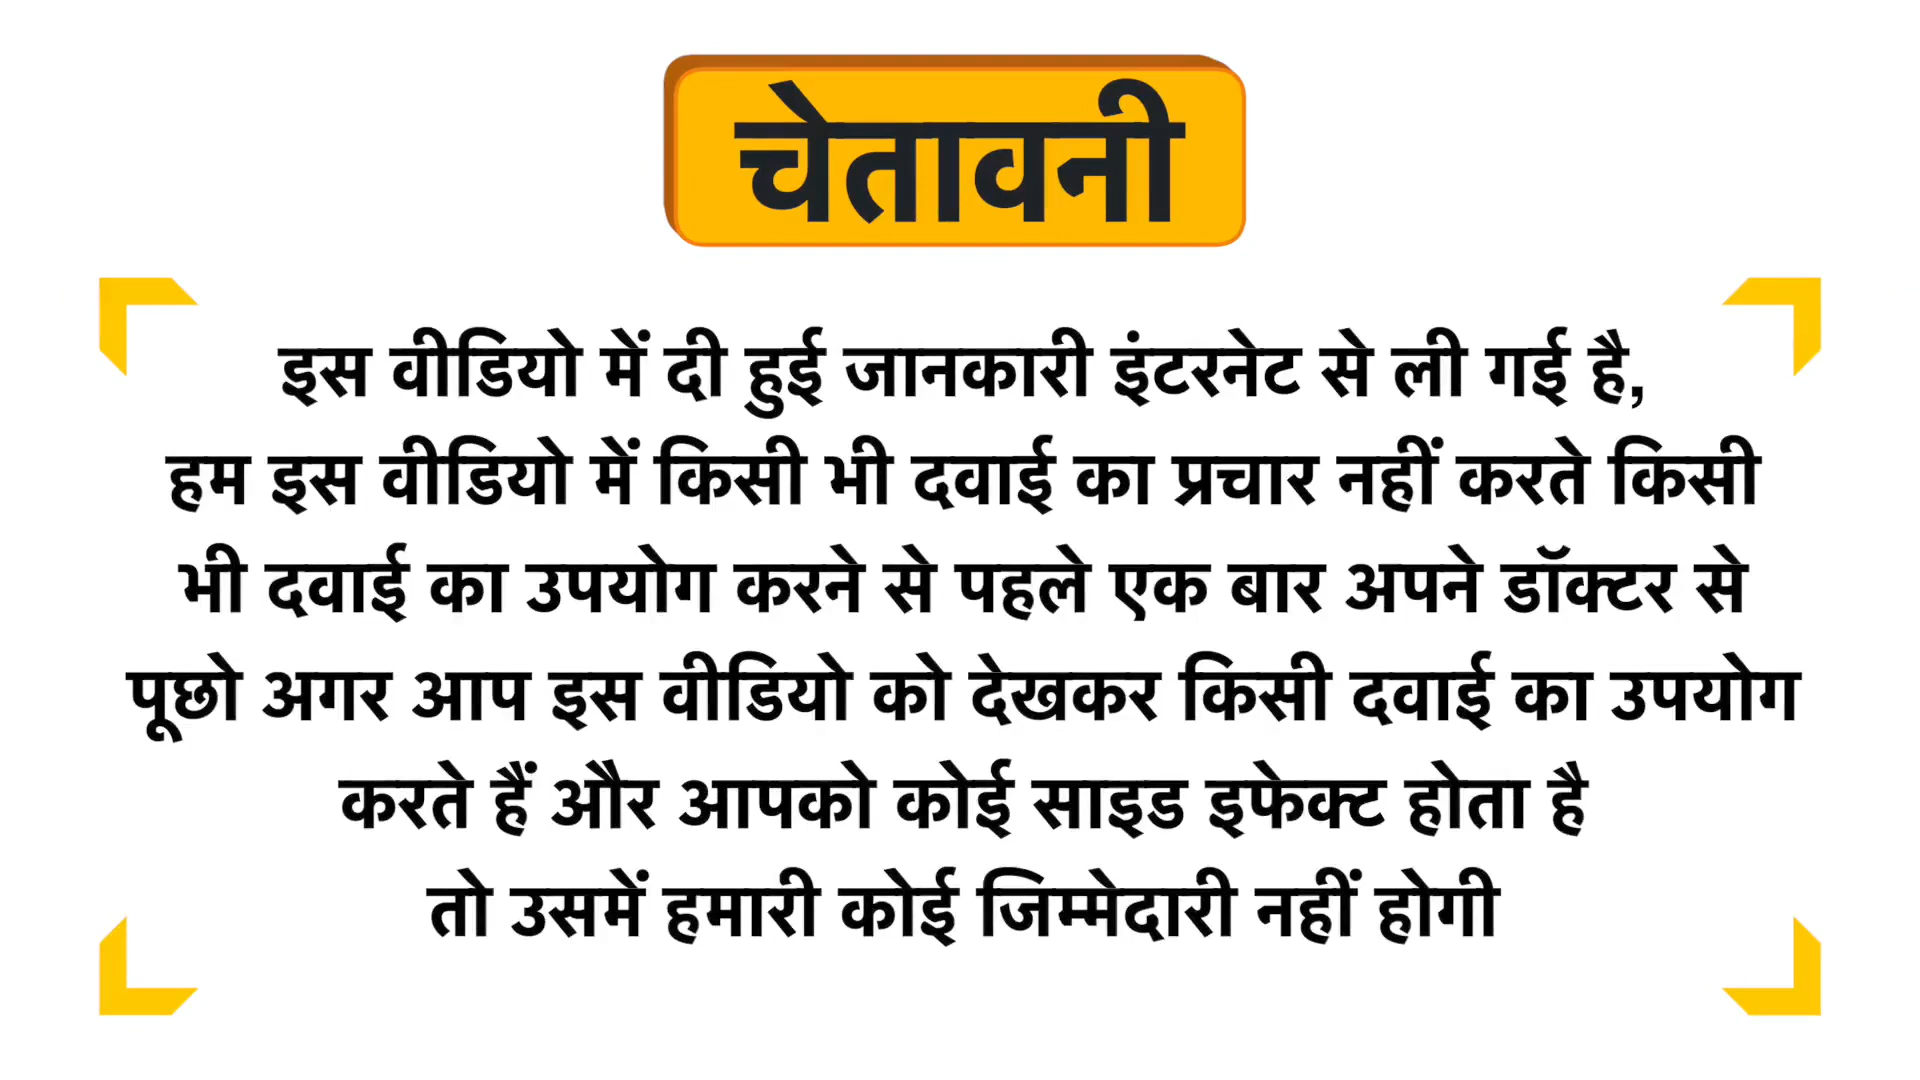 चेतावनी
इस वीडियो में दी हुई जानकारी इंटरनेट से ली गई है,
हम इस वीडियो में किसी भी दवाई का प्रचार नहीं करते किसी
भी दवाई का उपयोग करने से पहले एक बार अपने डॉक्टर से
पूछो अगर आप इस वीडियो को देखकर किसी दवाई का उपयोग
करते हैं और आपको कोई साइड इफेक्ट होता है
तो उसमें हमारी कोई जिम्मेदारी नहीं होगी